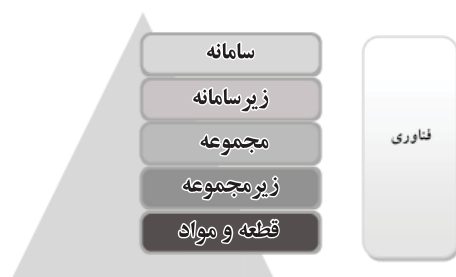 سامانه
زیرسامانه
مجموعه
زیرمجموعه
قطعه و مواد
فناوری